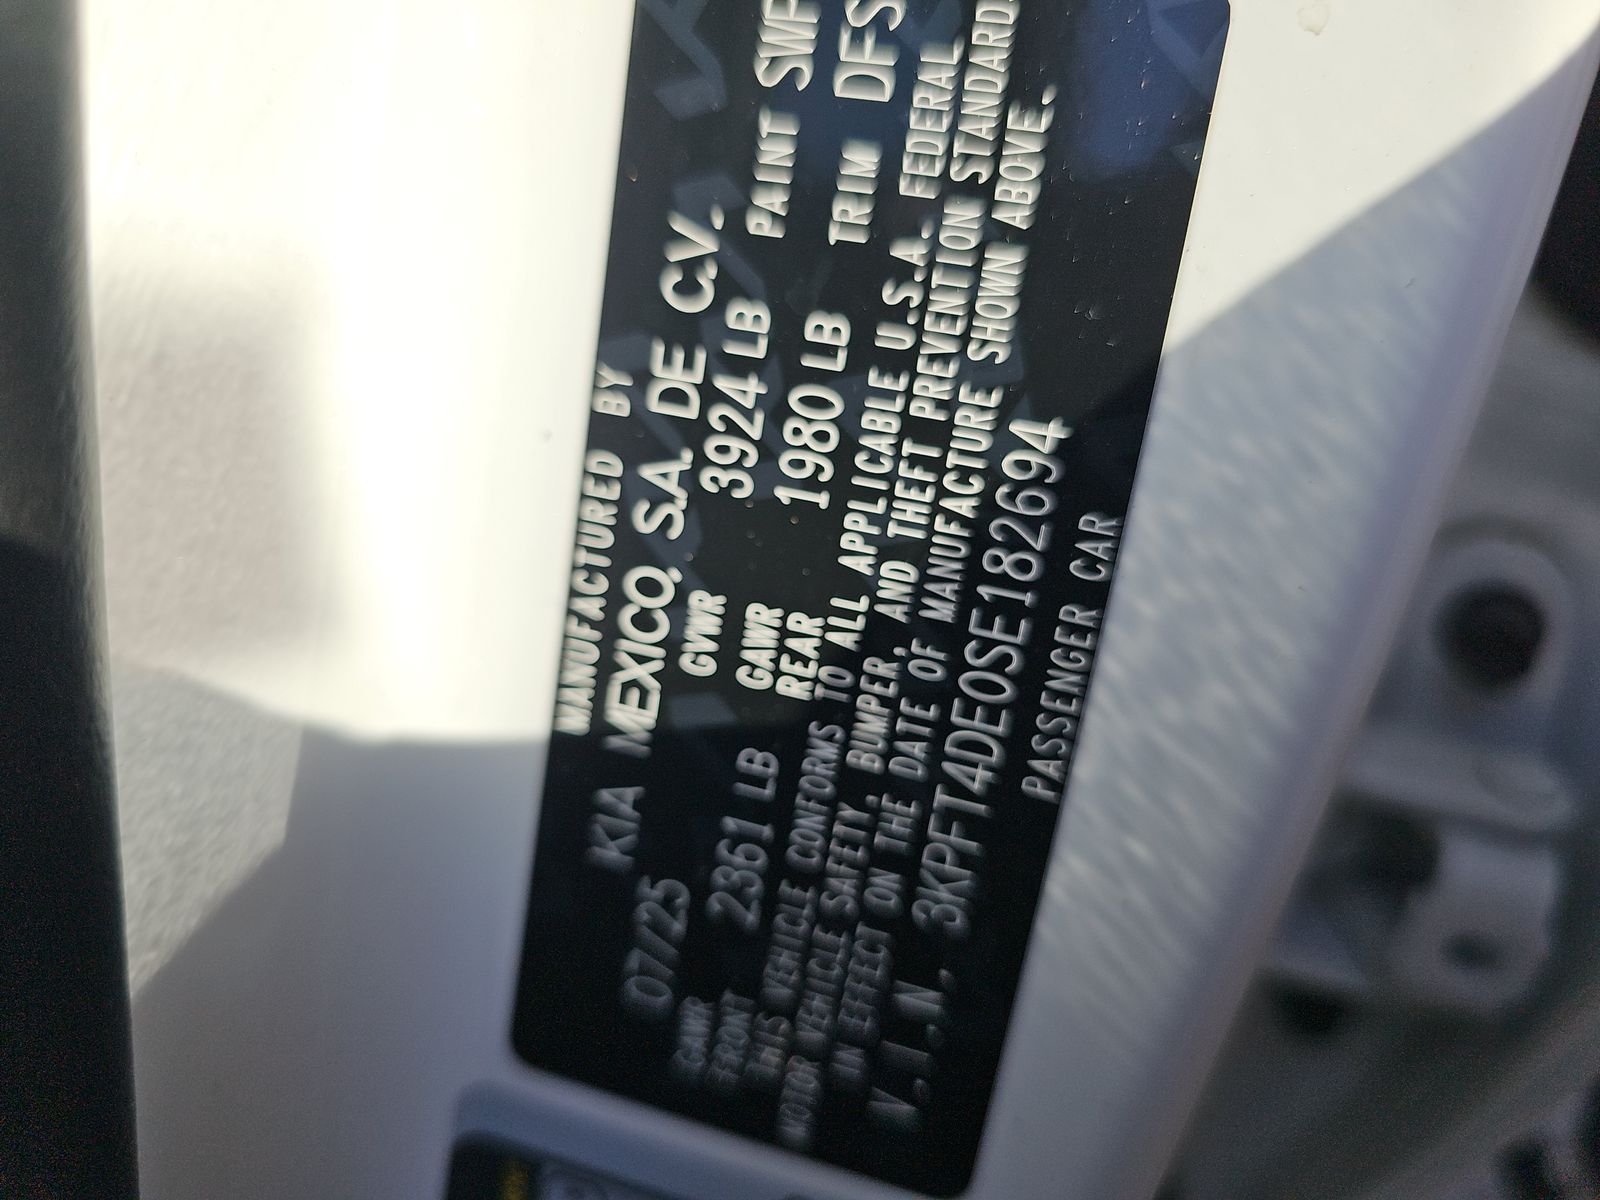 MANUFACTURED BY
KIA MEXICO, S.A. DE C.V.
07/25 GVWR 3924 LB PAINT SWP
GAWR FRONT 2361 LB GAWR REAR 1980 LB TRIM DFS
THIS VEHICLE CONFORMS TO ALL APPLICABLE U.S.A. FEDERAL
MOTOR VEHICLE SAFETY, BUMPER, AND THEFT PREVENTION STANDARDS
IN EFFECT ON THE DATE OF MANUFACTURE SHOWN ABOVE.
V.I.N. 3KPFT4DE0SE182694
PASSENGER CAR